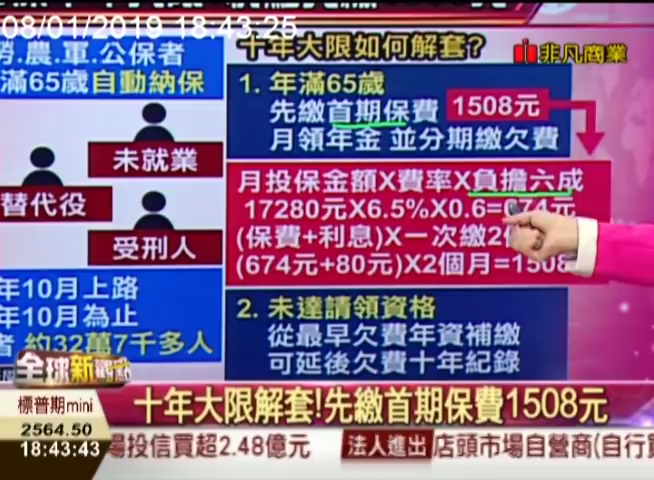 08/01/2019 18:43:25
勞.農.軍.公保者
滿65歲自動納保
未就業
替代役
受刑人
年10月上路
年10月為止
者 約32萬7千多人
十年大限如何解套?
非凡商業
1. 年滿65歲
先繳首期保費 1508元
月領年金 並分期繳欠費
月投保金額X費率X負擔六成
17280元X6.5%X0.6=674元
(保費+利息)X一次繳2
(674元+80元)X2個月=1508
2. 未達請領資格
從最早欠費年資補繳
可延後欠費十年紀錄
全球新觀點
十年大限解套!先繳首期保費1508元
標普期mini
2564.50
18:43:43
場投信買超2.48億元 法人進出 店頭市場自營商(自行買